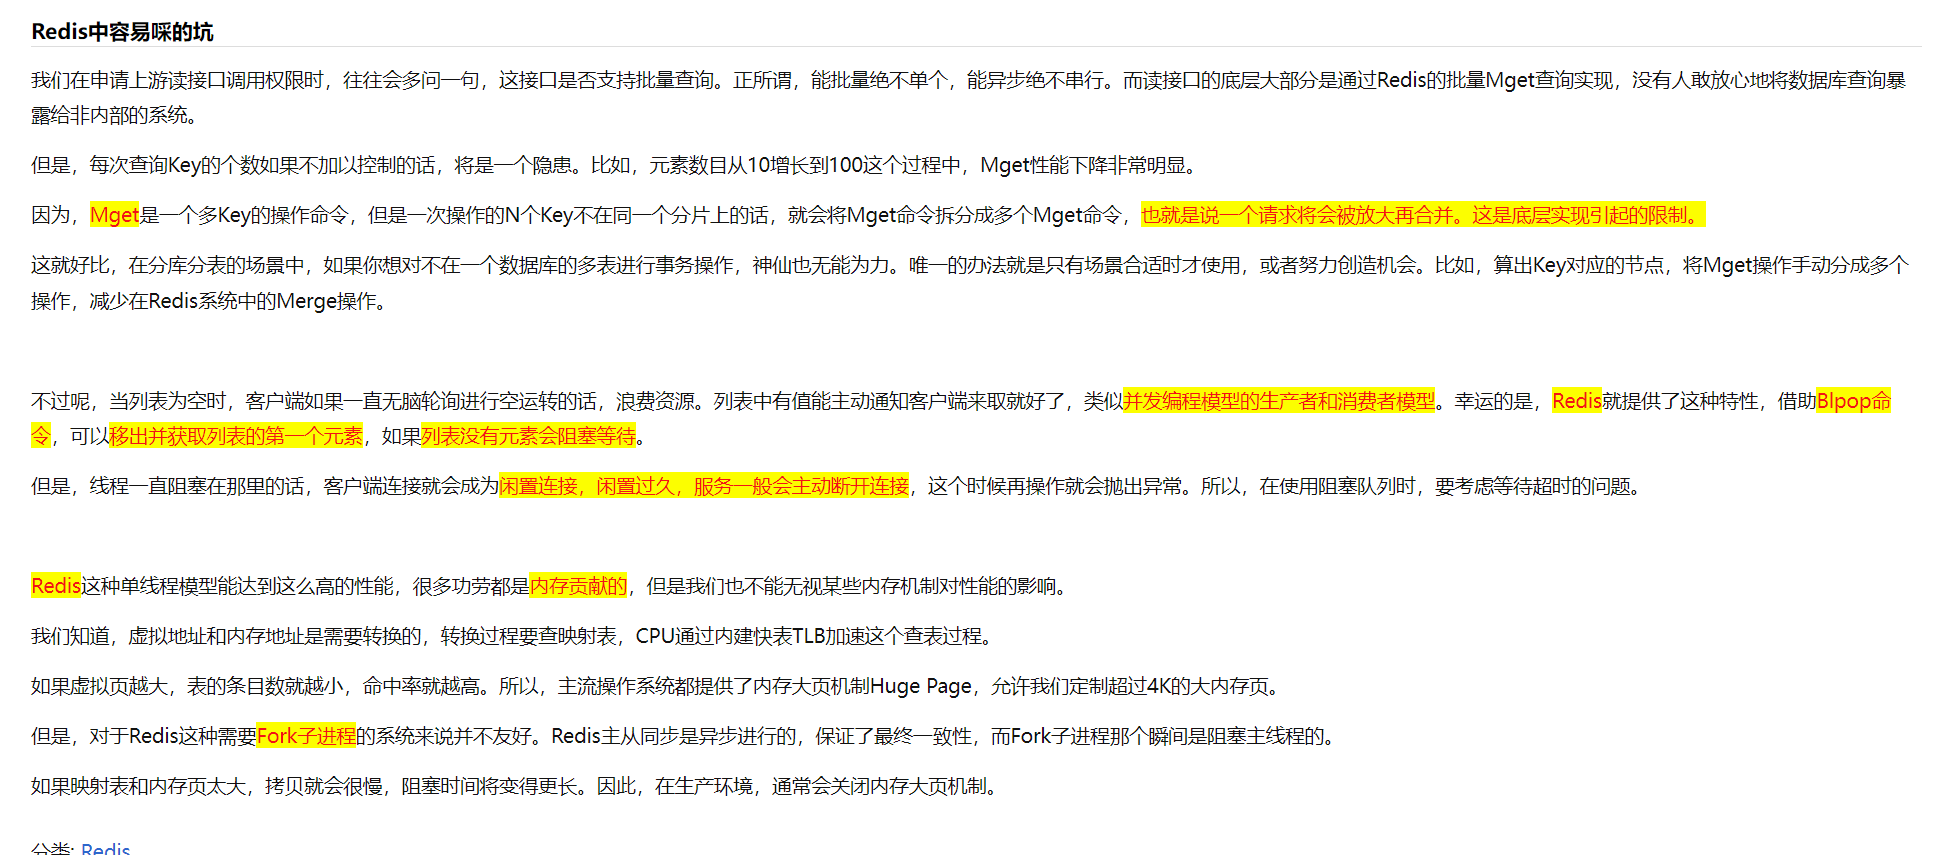 Redis中容易踩的坑
我们在申请上游读接口调用权限时，往往会多问一句，这接口是否支持批量查询。正所谓，能批量绝不单个，能异步绝不串行。而读接口的底层大部分是通过Redis的批量Mget查询实现，没有人敢放心地将数据库查询暴
露给非内部的系统。
但是，每次查询Key的个数如果不加以控制的话，将是一个隐患。比如，元素数目从10增长到100这个过程中，Mget性能下降非常明显。
因为，Mget是一个多Key的操作命令，但是一次操作的N个Key不在同一个分片上的话，就会将Mget命令拆分成多个Mget命令，也就是说一个请求将会被放大再合并。这是底层实现引起的限制。
这就好比，在分库分表的场景中，如果你想对不在一个数据库的多表进行事务操作，神仙也无能为力。唯一的办法就是只有场景合适时才使用，或者努力创造机会。比如，算出Key对应的节点，将Mget操作手动分成多个
操作，减少在Redis系统中的Merge操作。
不过呢，当列表为空时，客户端如果一直无脑轮询进行空运转的话，浪费资源。列表中有值能主动通知客户端来取就好了，类似并发编程模型的生产者和消费者模型。幸运的是，Redis就提供了这种特性，借助Blpop命
令，可以移出并获取列表的第一个元素，如果列表没有元素会阻塞等待。
但是，线程一直阻塞在那里的话，客户端连接就会成为闲置连接，闲置过久，服务一般会主动断开连接，这个时候再操作就会抛出异常。所以，在使用阻塞队列时，要考虑等待超时的问题。
Redis这种单线程模型能达到这么高的性能，很多功劳都是内存贡献的，但是我们也不能无视某些内存机制对性能的影响。
我们知道，虚拟地址和内存地址是需要转换的，转换过程要查映射表，CPU通过内建快表TLB加速这个查表过程。
如果虚拟页越大，表的条目数就越小，命中率就越高。所以，主流操作系统都提供了内存大页机制Huge Page，允许我们定制超过4K的大内存页。
但是，对于Redis这种需要Fork子进程的系统来说并不友好。Redis主从同步是异步进行的，保证了最终一致性，而Fork子进程那个瞬间是阻塞主线程的。
如果映射表和内存页太大，拷贝就会很慢，阻塞时间将变得更长。因此，在生产环境，通常会关闭内存大页机制。
分类: Redis